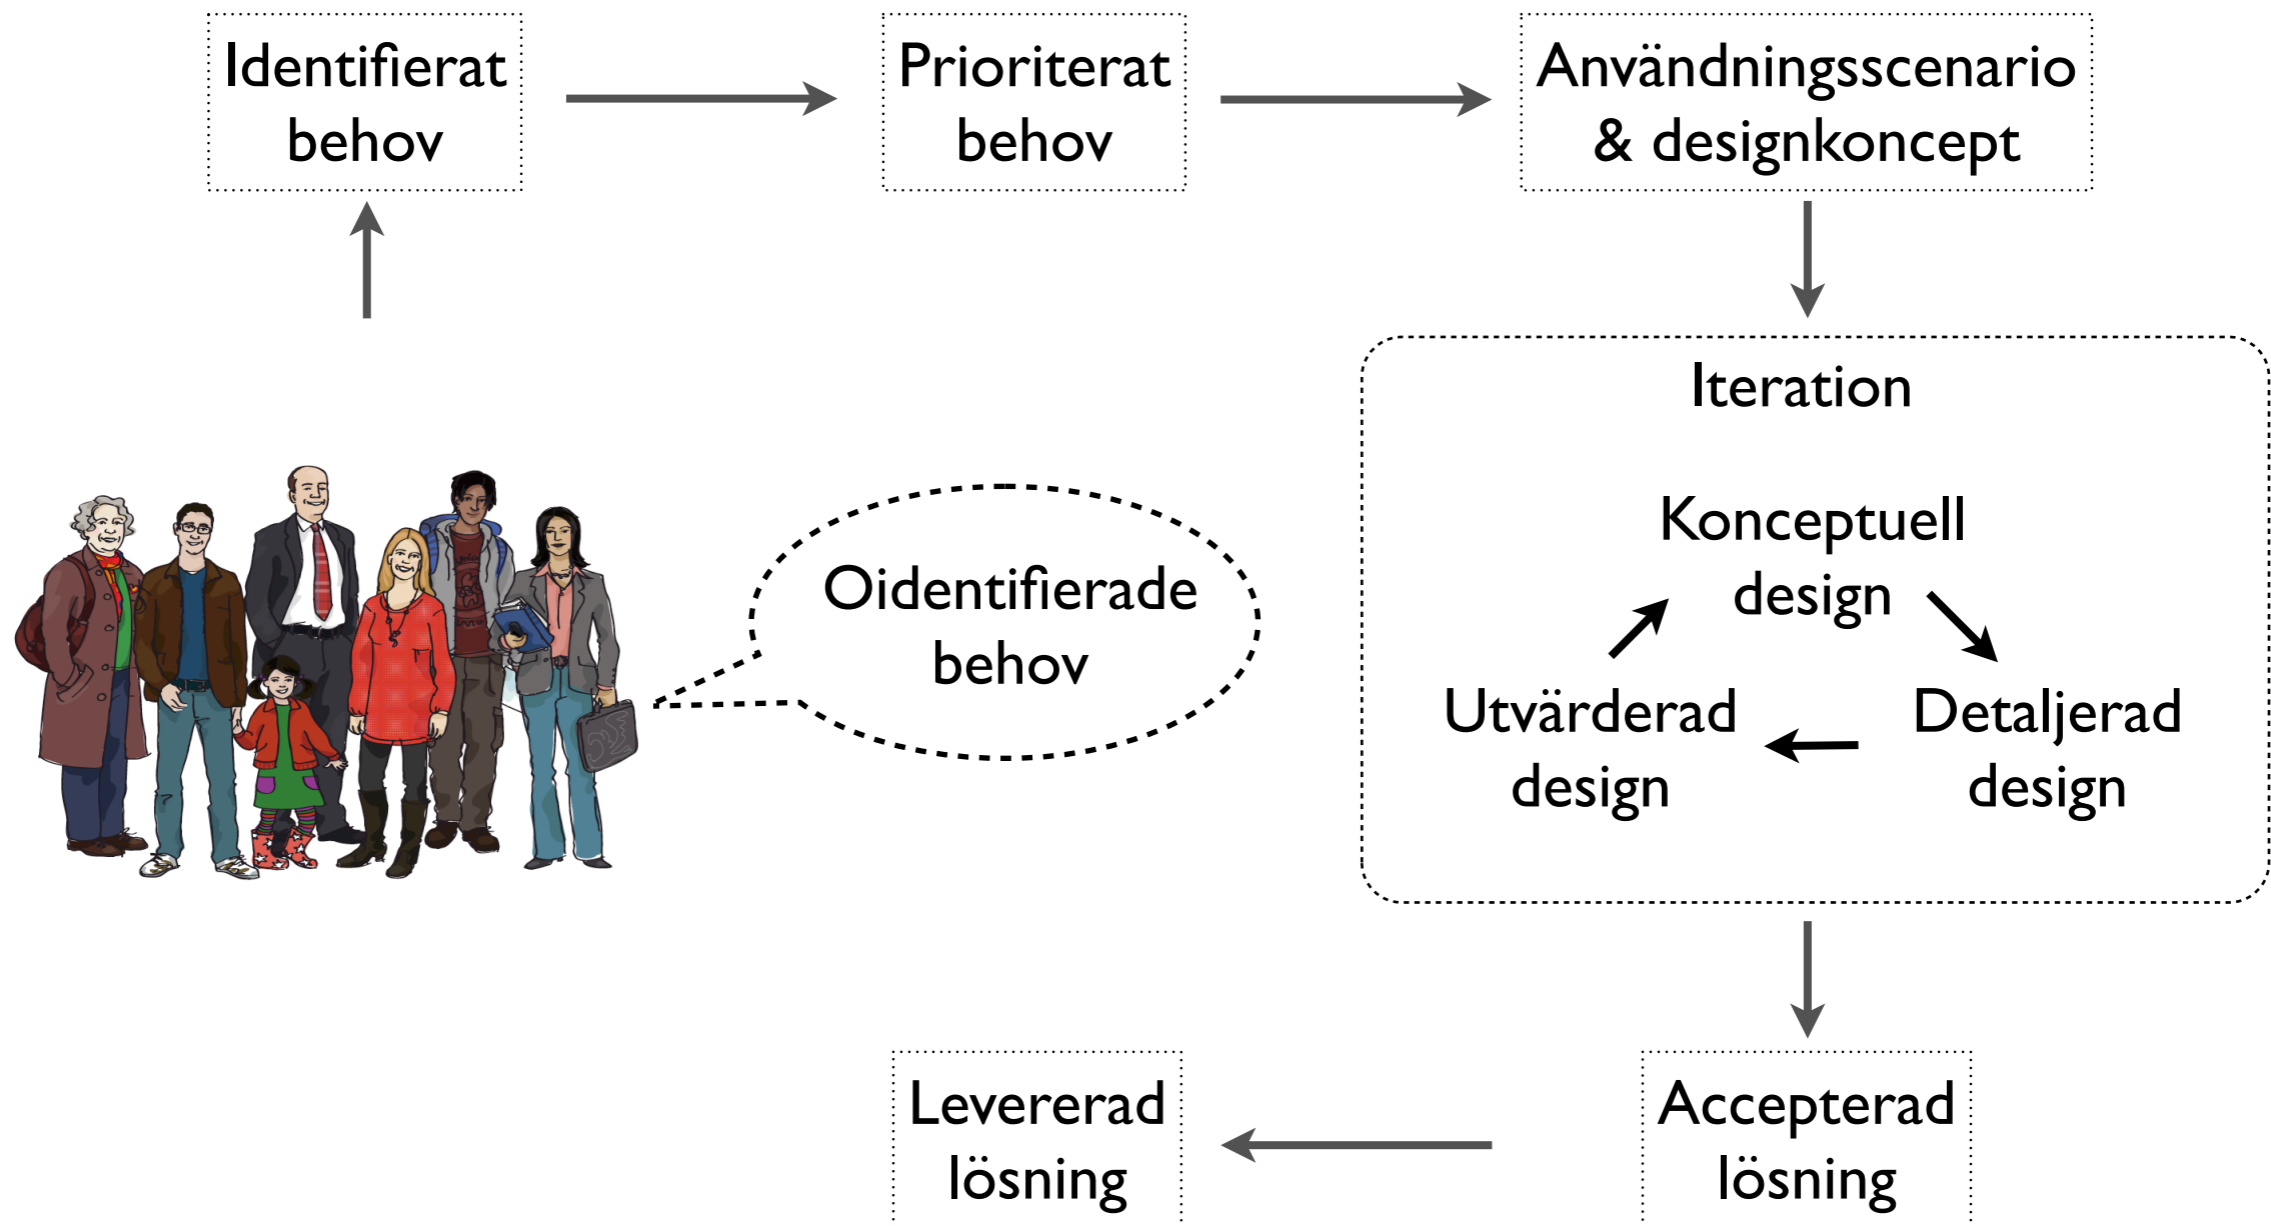 Identifierat
behov
Prioriterat
behov
Användningsscenario
& designkoncept
Iteration
Konceptuell
design
Oidentifierade
behov
Utvärderad
design
Detaljerad
design
Levererad
lösning
Accepterad
lösning